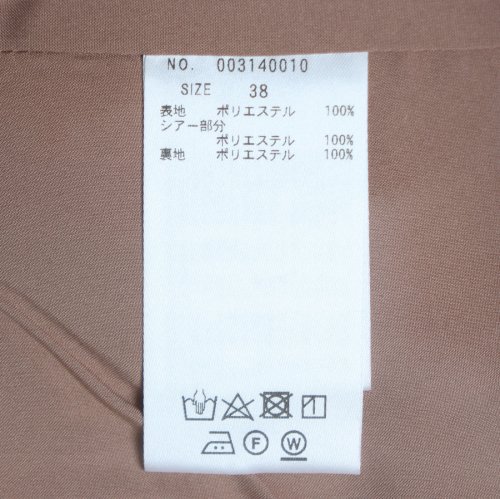 NO. 003140010
SIZE 38
表地 ポリエステル 100%
シアー部分
ポリエステル 100%
裏地 ポリエステル 100%
F W